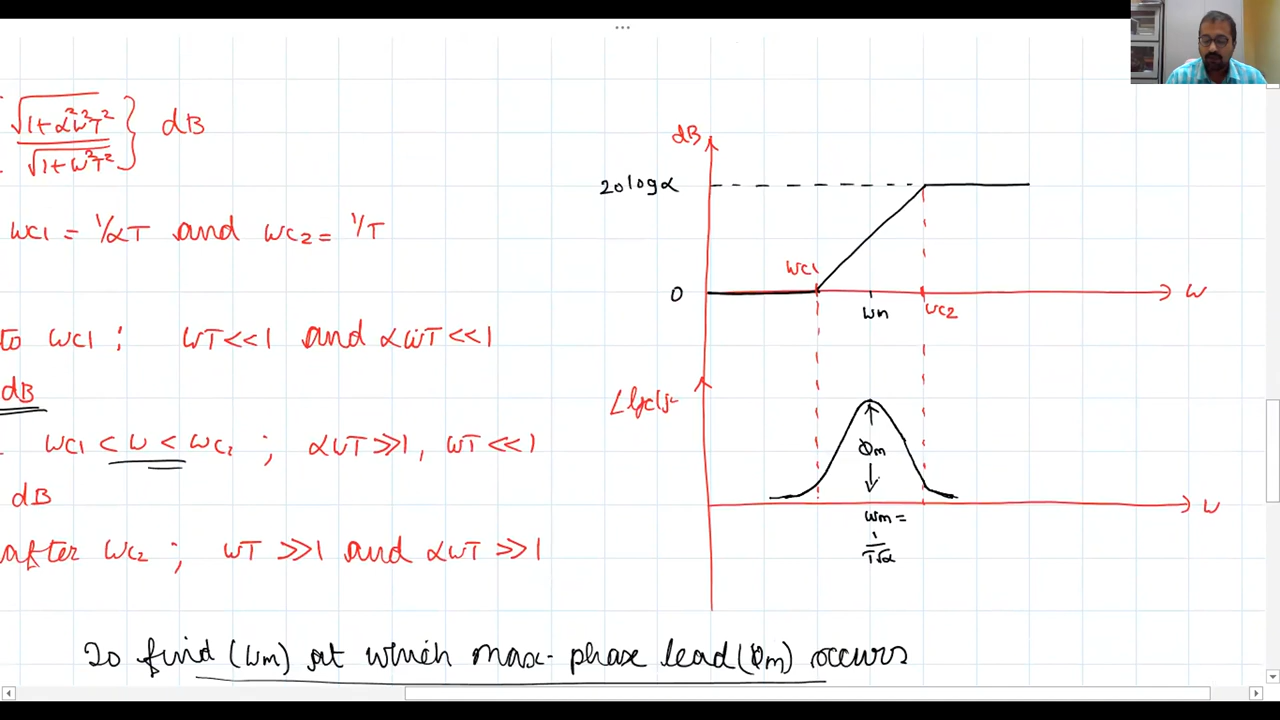 √1+α²ω²T² / √1+ω²T² } dB
ωc1 = 1/αT and ωc2 = 1/T
to ωc1 : ωT<<1 and αωT<<1
dB
ωc1 < ω < ωc2 ; αωT>>1, ωT<<1
dB
after ωc2 ; ωT >>1 and αωT >>1
dB
20logα
ωc1
0
ωm
ωc2
ω
Φm
ω
ωm =
1/T√α
To find (ωm) at which max- phase lead (Φm) occurs